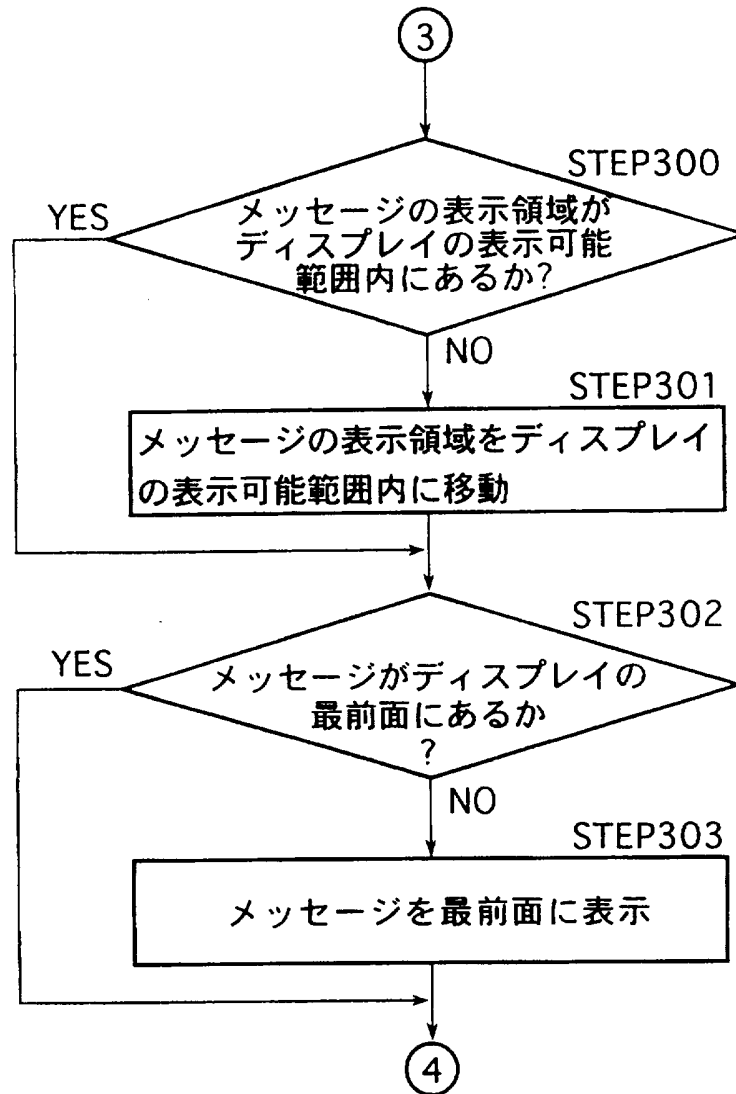 3
STEP300
YES
メッセージの表示領域が
ディスプレイの表示可能
範囲内にあるか?
NO
STEP301
メッセージの表示領域をディスプレイ
の表示可能範囲内に移動
STEP302
YES
メッセージがディスプレイの
最前面にあるか
?
NO
STEP303
メッセージを最前面に表示
4